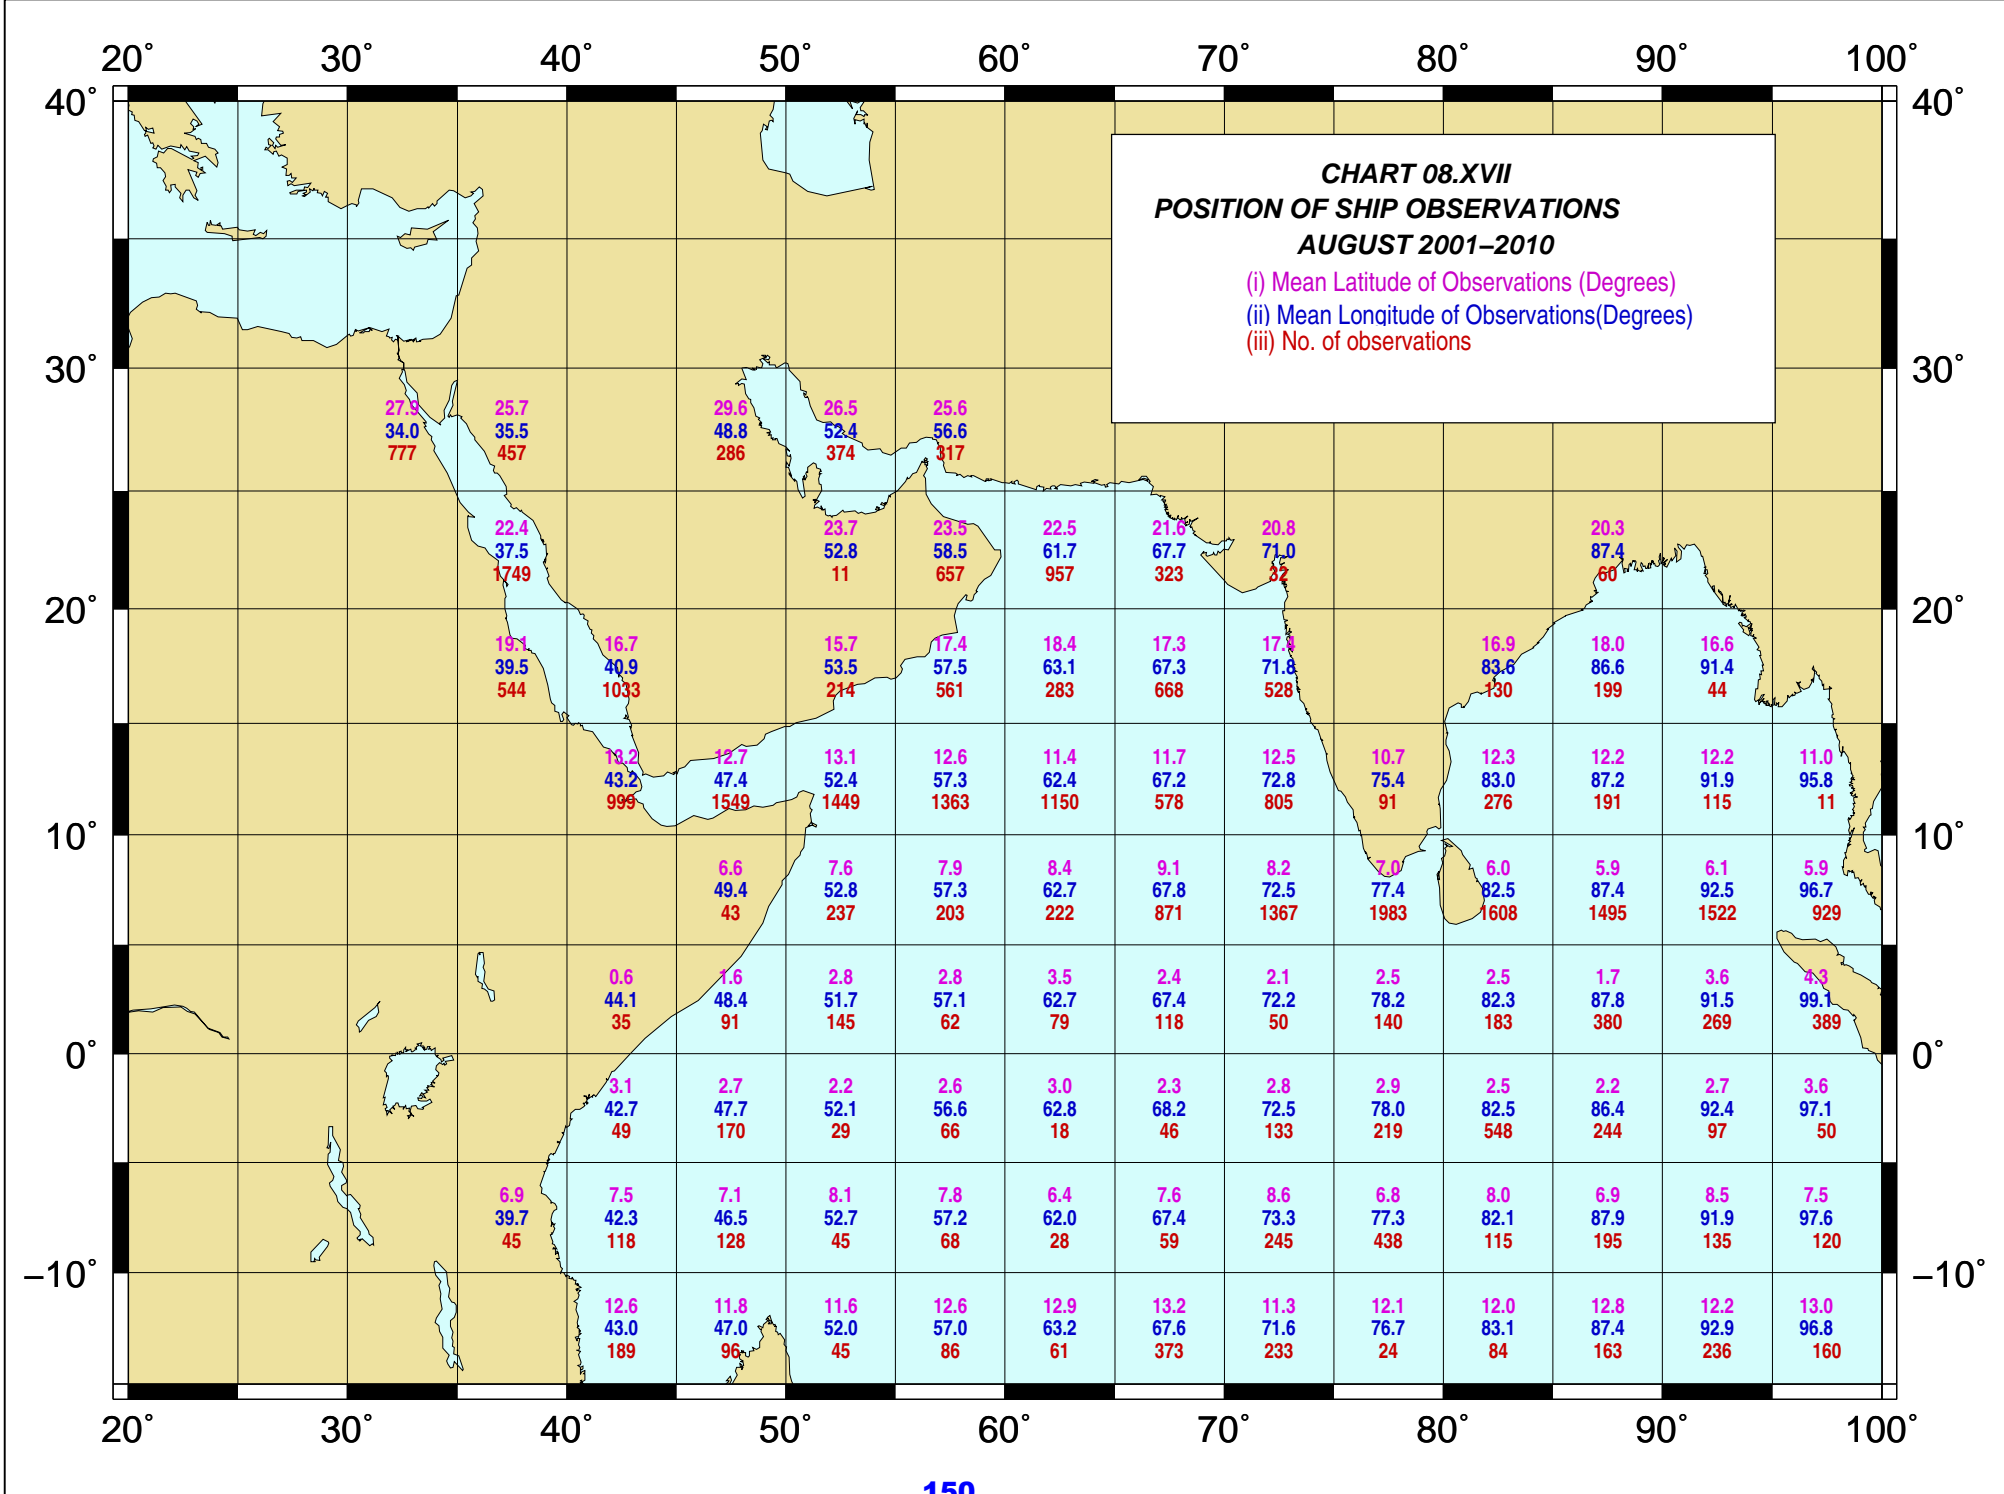 20˚ 30˚ 40˚ 50˚ 60˚ 70˚ 80˚ 90˚ 100˚
40˚ 40˚
CHART 08.XVII
POSITION OF SHIP OBSERVATIONS
AUGUST 2001–2010
(i) Mean Latitude of Observations (Degrees)
(ii) Mean Longitude of Observations(Degrees)
(iii) No. of observations
30˚ 30˚
27.9 25.7 29.6 26.5 25.6
34.0 35.5 48.8 52.4 56.6
777 457 286 374 317
22.4 23.7 23.5 22.5 21.6 20.8 20.3
37.5 52.8 58.5 61.7 67.7 71.0 87.4
1749 11 657 957 323 32 60
20˚ 20˚
19.1 16.7 15.7 17.4 18.4 17.3 17.4 16.9 18.0 16.6
39.5 40.9 53.5 57.5 63.1 67.3 71.8 83.6 86.6 91.4
544 1033 214 561 283 668 528 130 199 44
13.2 12.7 13.1 12.6 11.4 11.7 12.5 10.7 12.3 12.2 12.2 11.0
43.2 47.4 52.4 57.3 62.4 67.2 72.8 75.4 83.0 87.2 91.9 95.8
999 1549 1449 1363 1150 578 805 91 276 191 115 11
10˚ 10˚
6.6 7.6 7.9 8.4 9.1 8.2 7.0 6.0 5.9 6.1 5.9
49.4 52.8 57.3 62.7 67.8 72.5 77.4 82.5 87.4 92.5 96.7
43 237 203 222 871 1367 1983 1608 1495 1522 929
0.6 1.6 2.8 2.8 3.5 2.4 2.1 2.5 2.5 1.7 3.6 4.3
44.1 48.4 51.7 57.1 62.7 67.4 72.2 78.2 82.3 87.8 91.5 99.1
35 91 145 62 79 118 50 140 183 380 269 389
0˚ 0˚
3.1 2.7 2.2 2.6 3.0 2.3 2.8 2.9 2.5 2.2 2.7 3.6
42.7 47.7 52.1 56.6 62.8 68.2 72.5 78.0 82.5 86.4 92.4 97.1
49 170 29 66 18 46 133 219 548 244 97 50
6.9 7.5 7.1 8.1 7.8 6.4 7.6 8.6 6.8 8.0 6.9 8.5 7.5
39.7 42.3 46.5 52.7 57.2 62.0 67.4 73.3 77.3 82.1 87.9 91.9 97.6
45 118 128 45 68 28 59 245 438 115 195 135 120
−10˚ −10˚
12.6 11.8 11.6 12.6 12.9 13.2 11.3 12.1 12.0 12.8 12.2 13.0
43.0 47.0 52.0 57.0 63.2 67.6 71.6 76.7 83.1 87.4 92.9 96.8
189 96 45 86 61 373 233 24 84 163 236 160
20˚ 30˚ 40˚ 50˚ 60˚ 70˚ 80˚ 90˚ 100˚
150